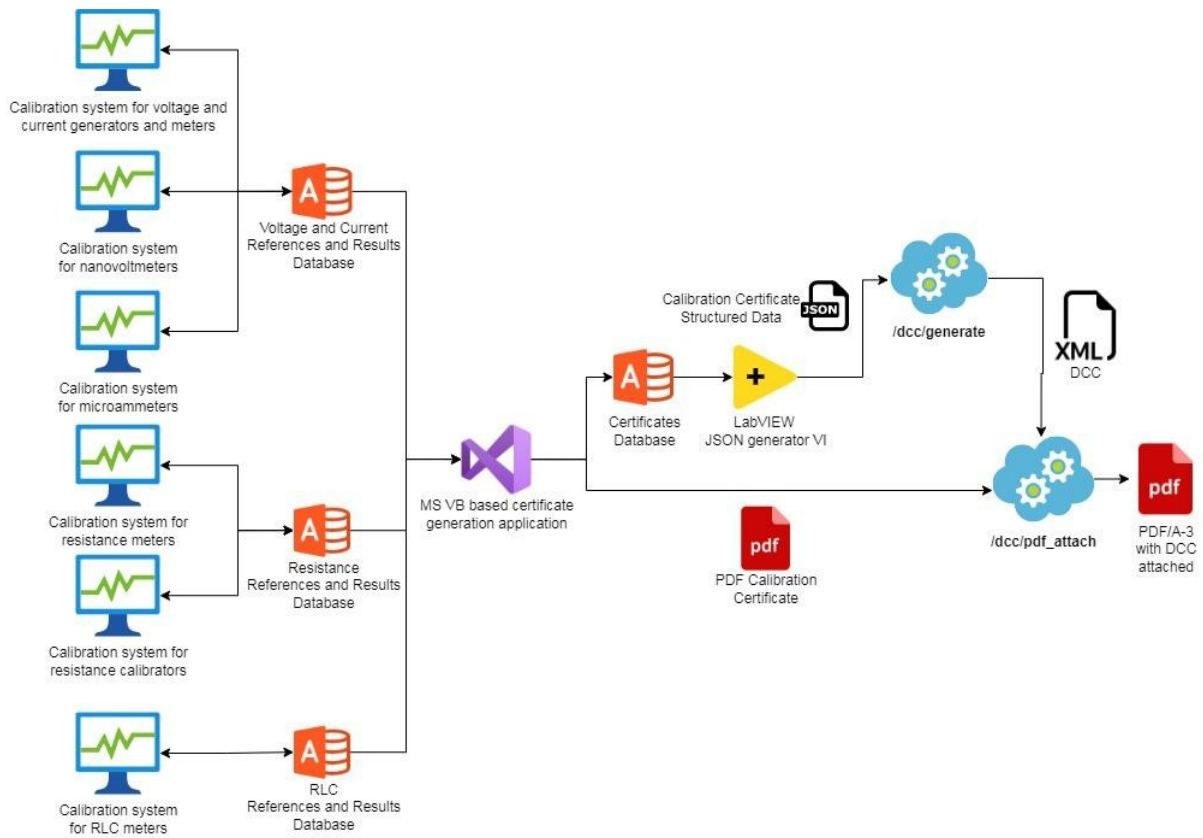 Calibration system for voltage and
current generators and meters
Calibration system
for nanovoltmeters
A
Voltage and Current
References and Results
Database
Calibration system
for microammeters
Calibration system for
resistance meters
A
Resistance
References and Results
Database
Calibration system for
resistance calibrators
Calibration system
for RLC meters
A
RLC
References and Results
Database
MS VB based certificate
generation application
A
Certificates
Database
+
LabVIEW
JSON generator VI
Calibration Certificate
Structured Data
JSON
/dcc/generate
XML
DCC
pdf
PDF Calibration
Certificate
/dcc/pdf_attach
pdf
PDF/A-3
with DCC
attached